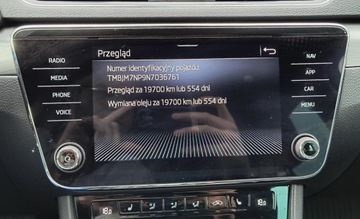 Przegląd
RADIO
MEDIA
PHONE
VOICE
Numer identyfikacyjny pojazdu
TMBJM7NP9N7036761
Przegląd za 19700 km lub 554 dni
Wymiana oleju za 19700 km lub 554 dni
NAV
APP
CAR
MENU